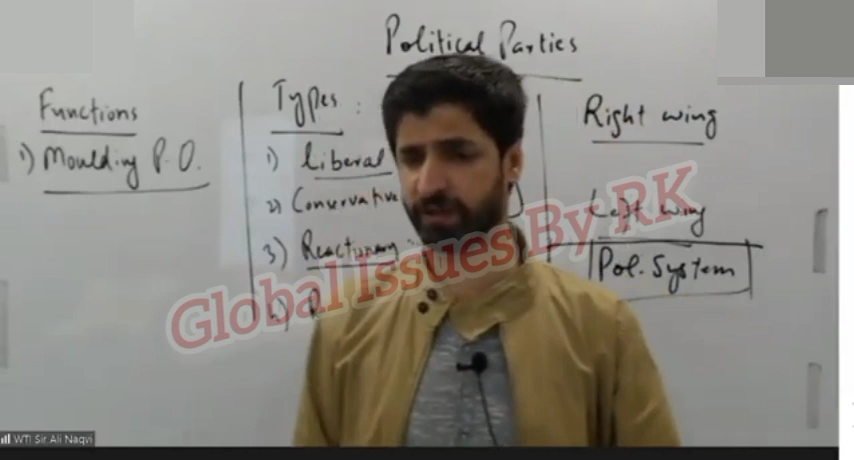 Political Parties
Functions
1) Moulding P.O.
Types :
1) liberal
2) Conservative
3) Reactionary
4) R
Right wing
Left wing
Pol. System
Global Issues By RK
WTI Sir Ali Naqvi